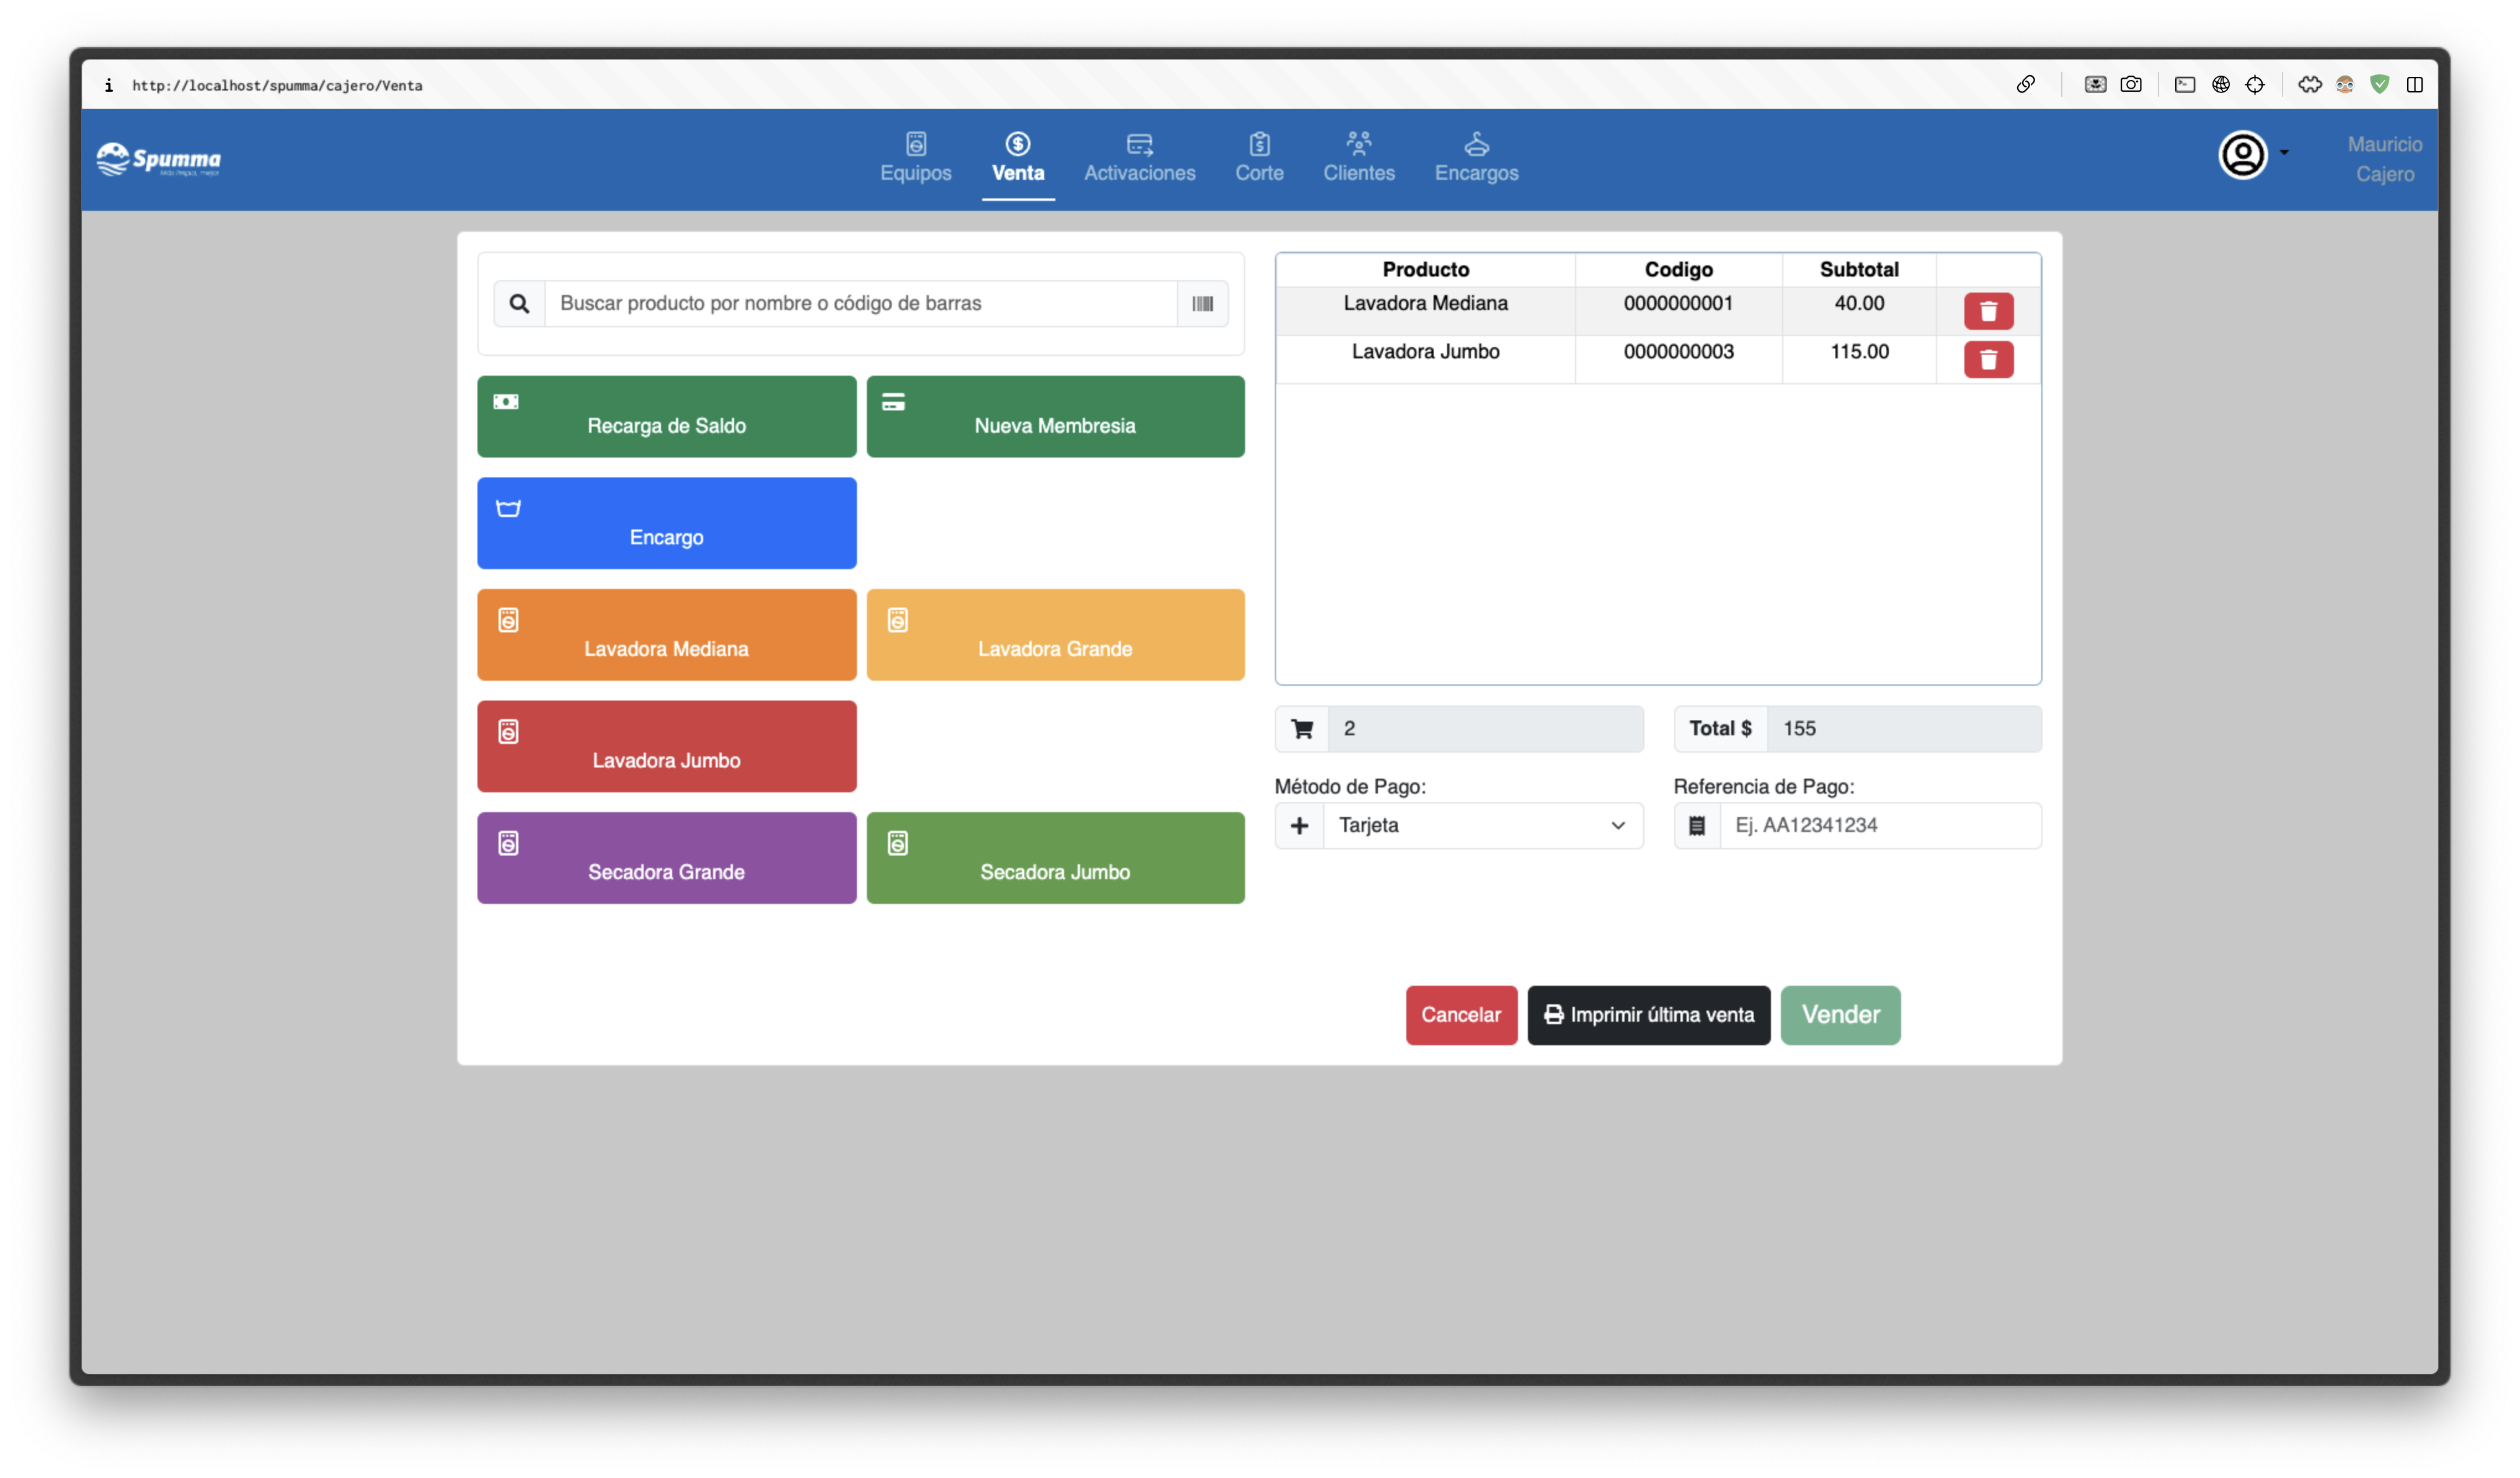 http://localhost/spumma/cajero/Venta
Spumma
Equipos
Venta
Activaciones
Corte
Clientes
Encargos
Mauricio
Cajero
Buscar producto por nombre o código de barras
Recarga de Saldo
Nueva Membresia
Encargo
Lavadora Mediana
Lavadora Grande
Lavadora Jumbo
Secadora Grande
Secadora Jumbo
Producto Codigo Subtotal
Lavadora Mediana 0000000001 40.00
Lavadora Jumbo 0000000003 115.00
2
Total $ 155
Método de Pago:
Tarjeta
Referencia de Pago:
Ej. AA12341234
Cancelar
Imprimir última venta
Vender